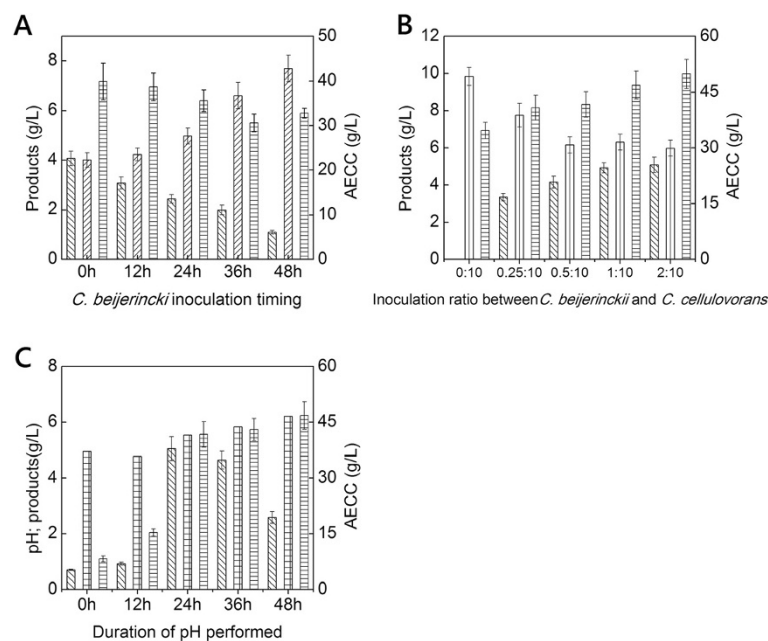 A
Products (g/L)
8
6
4
2
0
50
40
30
20
10
0
AECC (g/L)
0h 12h 24h 36h 48h
C. beijerincki inoculation timing
B
Products (g/L)
12
10
8
6
4
2
0
60
45
30
15
0
AECC (g/L)
0:10 0.25:10 0.5:10 1:10 2:10
Inoculation ratio between C. beijerinckii and C. cellulovorans
C
pH; products(g/L)
8
6
4
2
0
60
45
30
15
0
AECC (g/L)
0h 12h 24h 36h 48h
Duration of pH performed